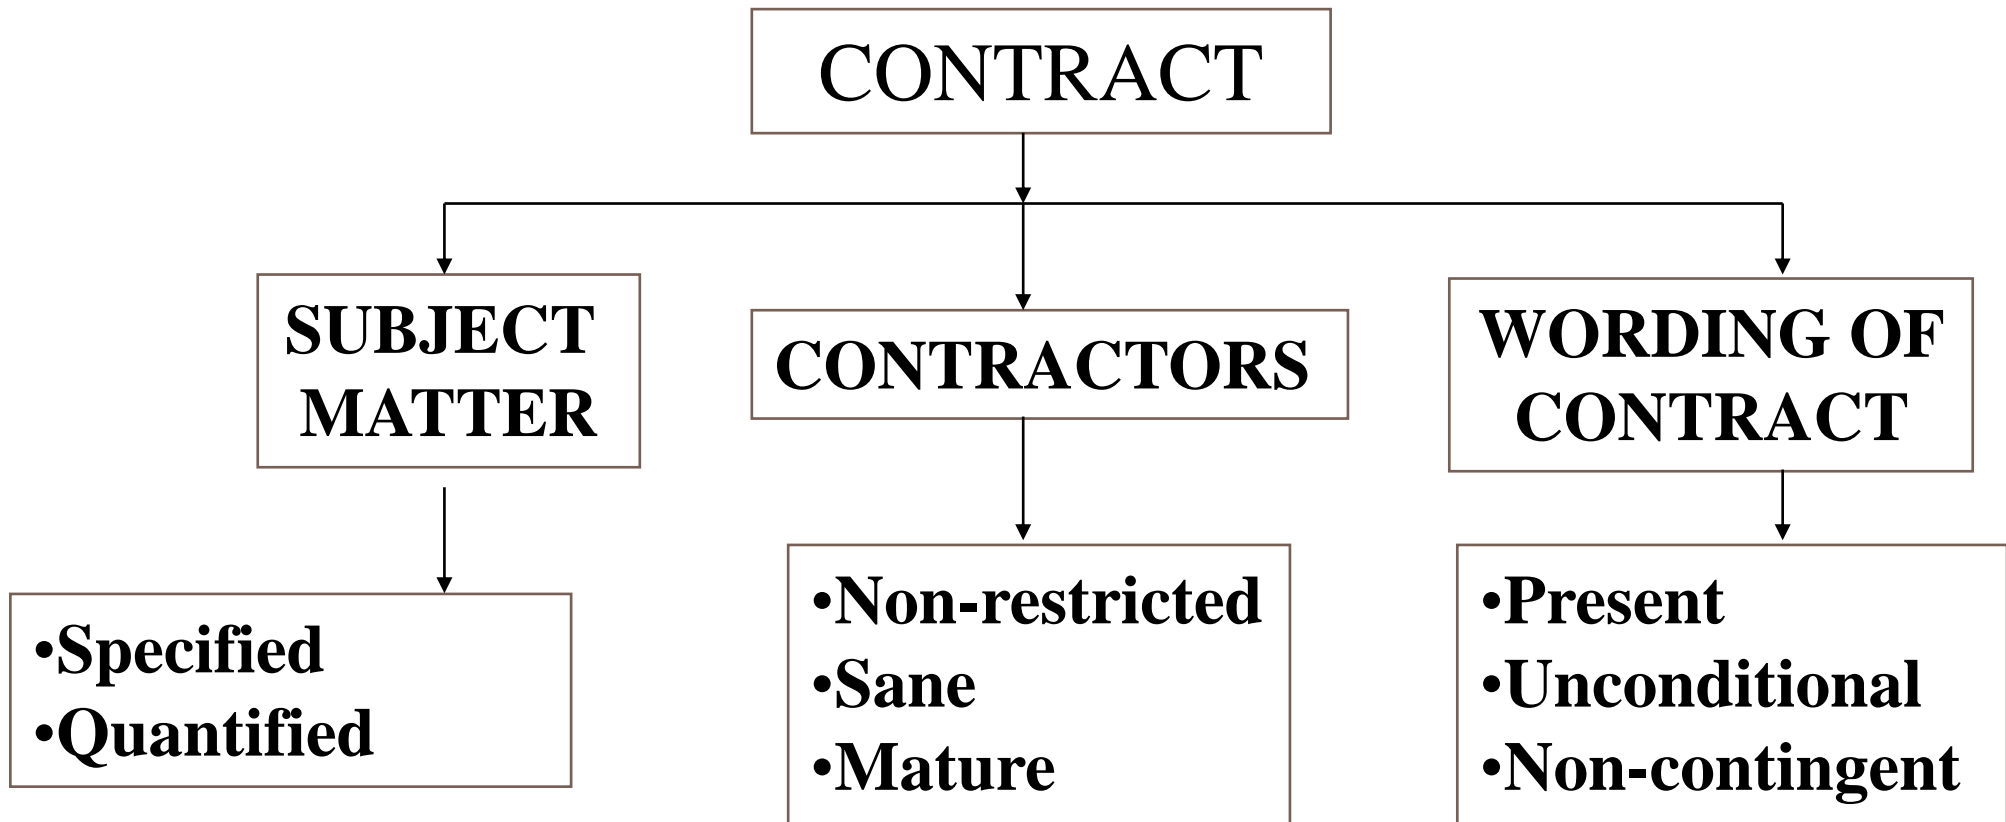 CONTRACT
SUBJECT
MATTER
CONTRACTORS
WORDING OF
CONTRACT
•Specified
•Quantified
•Non-restricted
•Sane
•Mature
•Present
•Unconditional
•Non-contingent